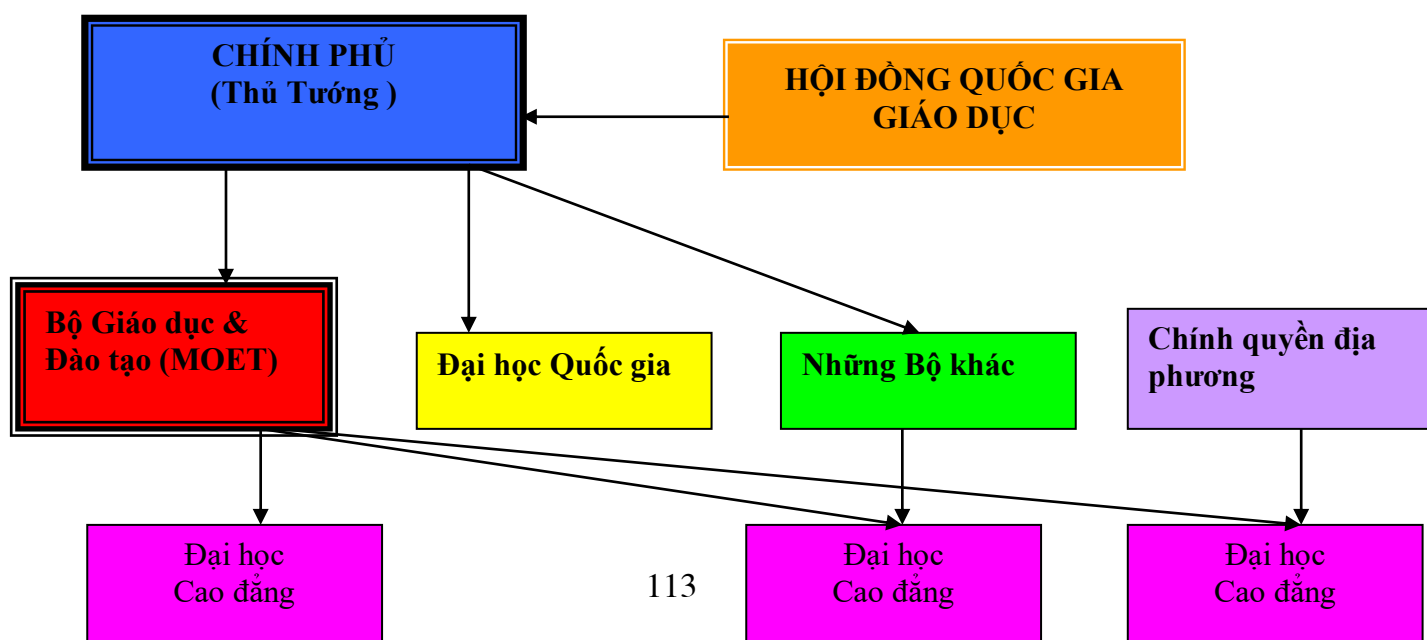 CHÍNH PHỦ
(Thủ Tướng )
HỘI ĐỒNG QUỐC GIA
GIÁO DỤC
Bộ Giáo dục &
Đào tạo (MOET)
Đại học Quốc gia
Những Bộ khác
Chính quyền địa
phương
Đại học
Cao đẳng
113
Đại học
Cao đẳng
Đại học
Cao đẳng